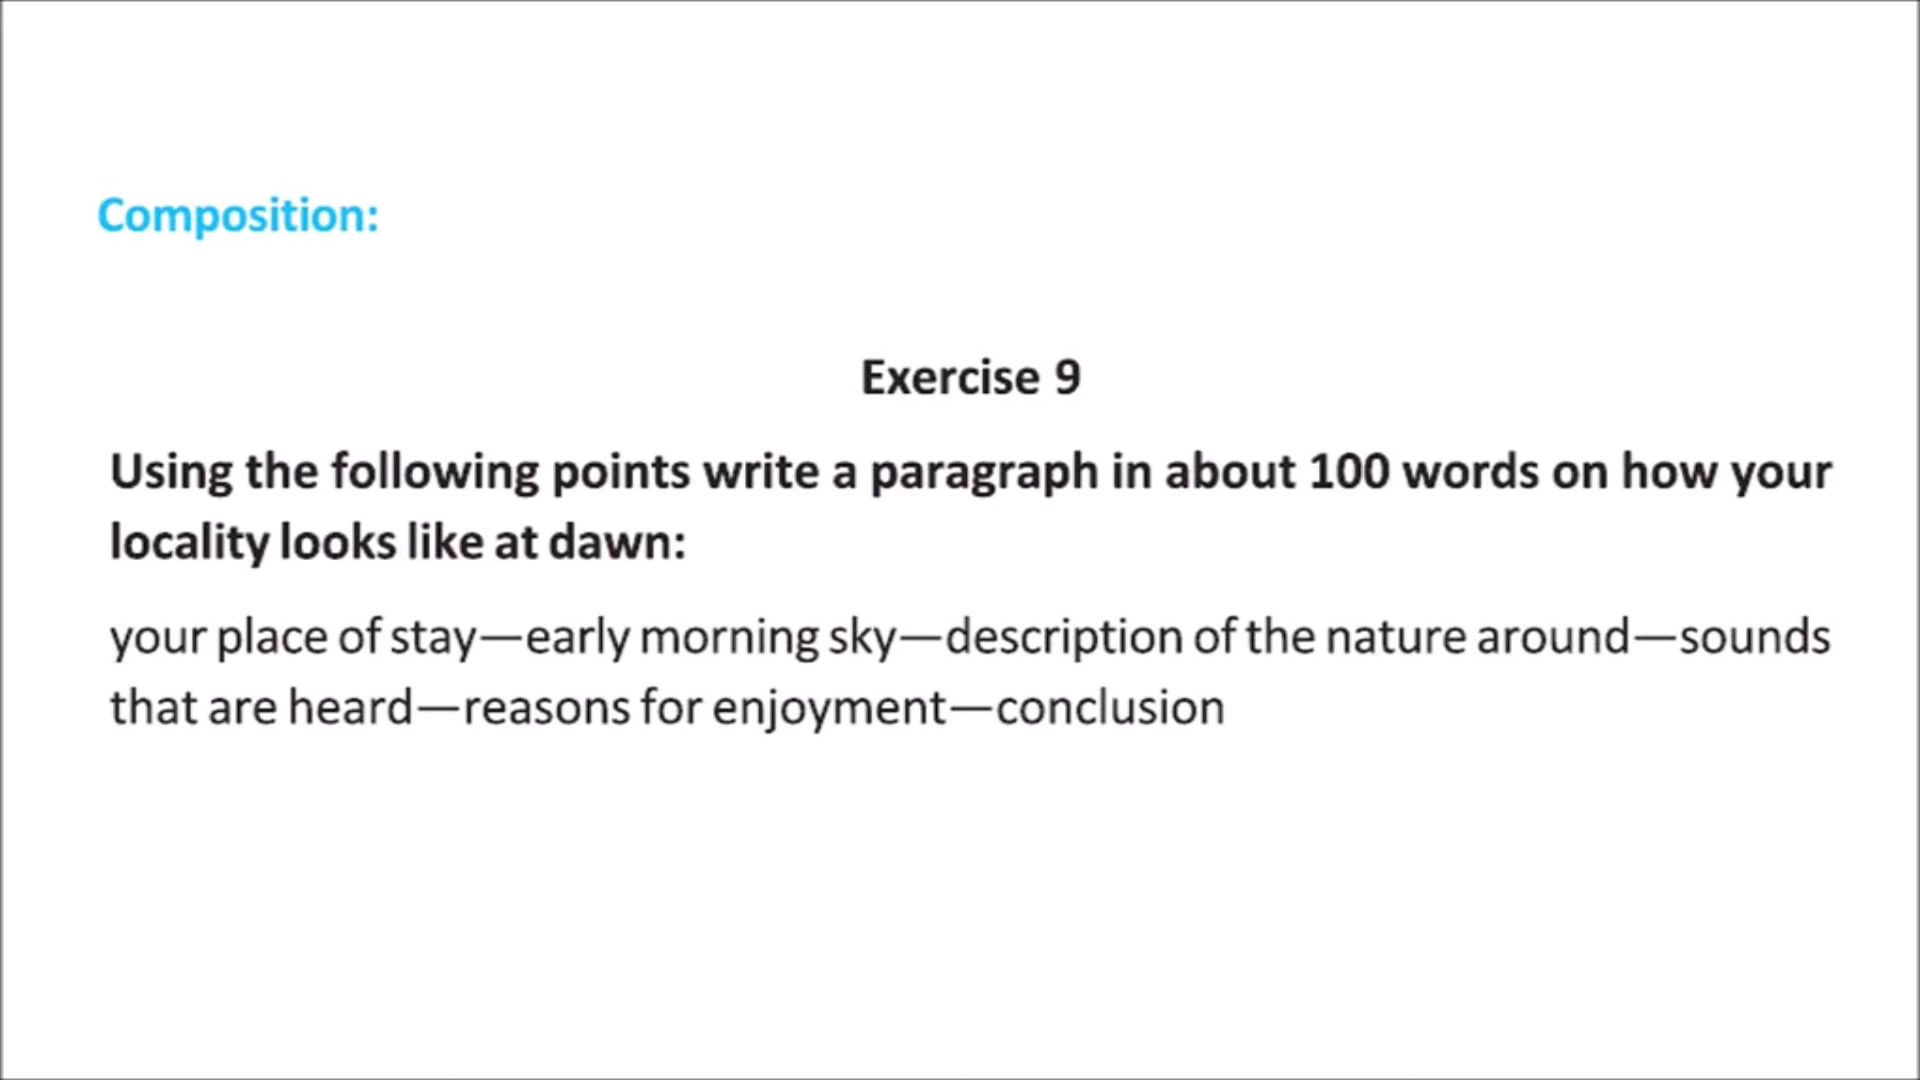 Composition:
Exercise 9
Using the following points write a paragraph in about 100 words on how your
locality looks like at dawn:
your place of stay—early morning sky—description of the nature around—sounds
that are heard—reasons for enjoyment—conclusion